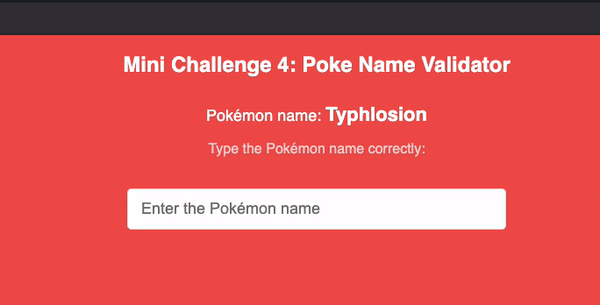 Mini Challenge 4: Poke Name Validator
Pokémon name: Typhlosion
Type the Pokémon name correctly:
Enter the Pokémon name